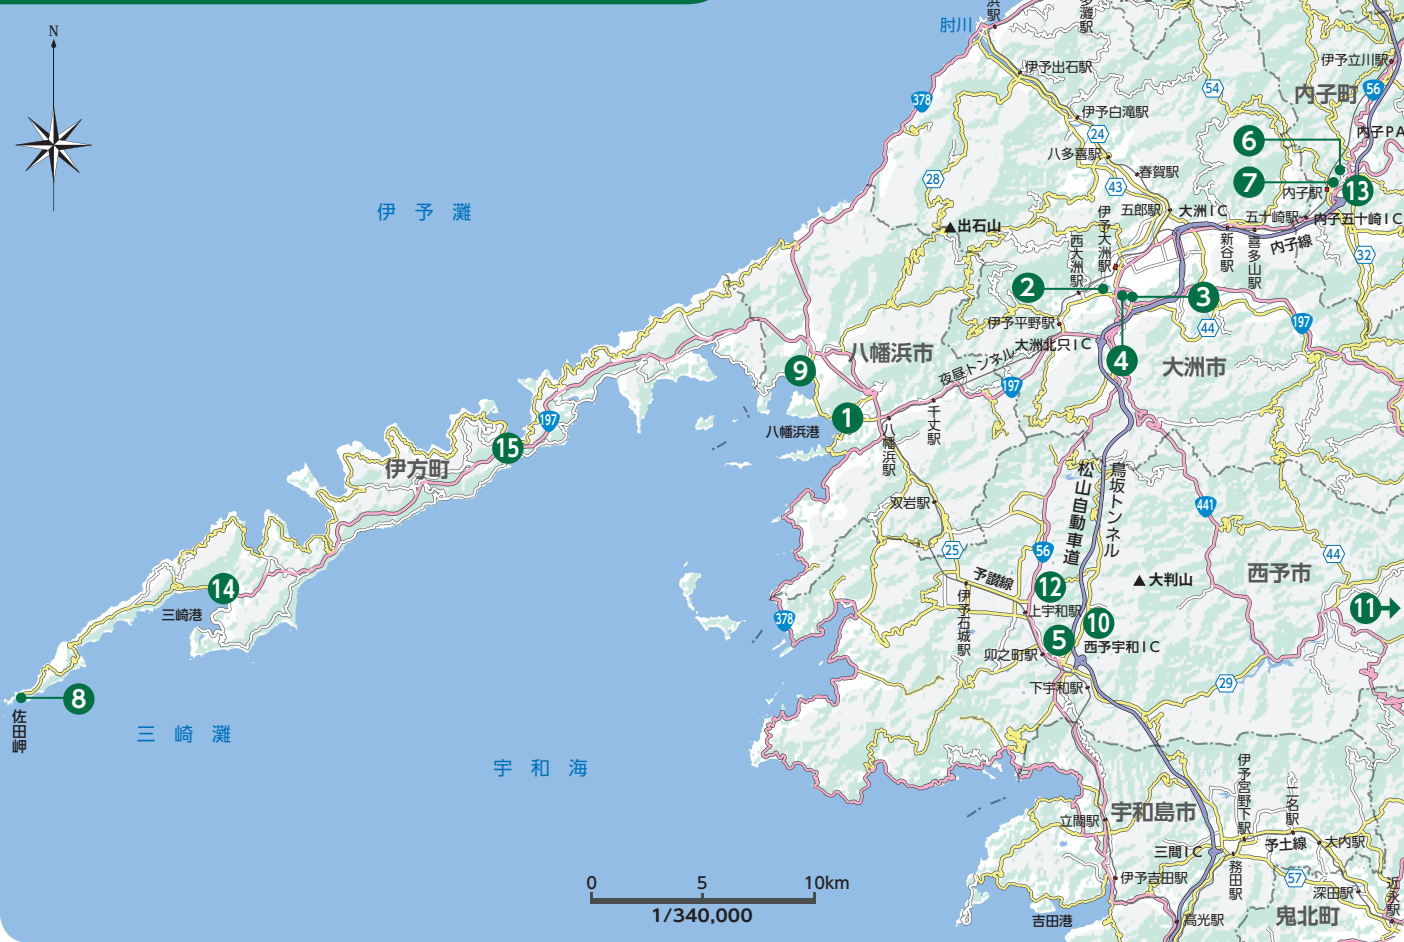 N
浜駅
多灘駅
肘川
伊予出石駅
伊予立川駅
54
56
内子町
378
伊予白滝駅
24
内子PA
6
八多喜駅
春賀駅
28
43
7
内子駅
13
伊予灘
五郎駅
大洲IC
五十崎駅
内子五十崎IC
出石山
伊予大洲駅
西大洲駅
新谷駅
喜多山駅
内子線
32
2
3
伊予平野駅
44
197
大洲北只IC
八幡浜市
4
大洲市
夜昼トンネル
197
9
197
1
八幡浜港
千丈駅
八幡浜駅
15
伊方町
松山自動車道
鳥坂トンネル
双岩駅
441
25
56
44
予讃線
大判山
西予市
14
12
伊予石城駅
三崎港
上宇和駅
11
378
10
5
西予宇和IC
卯之町駅
29
下宇和駅
8
佐田岬
三崎灘
宇和海
伊予宮野下駅
二名駅
宇和島市
立間駅
予土線
大内駅
三間IC
務田駅
0 5 10km
1/340,000
伊予吉田駅
57
深田駅
近永駅
吉田港
高光駅
鬼北町